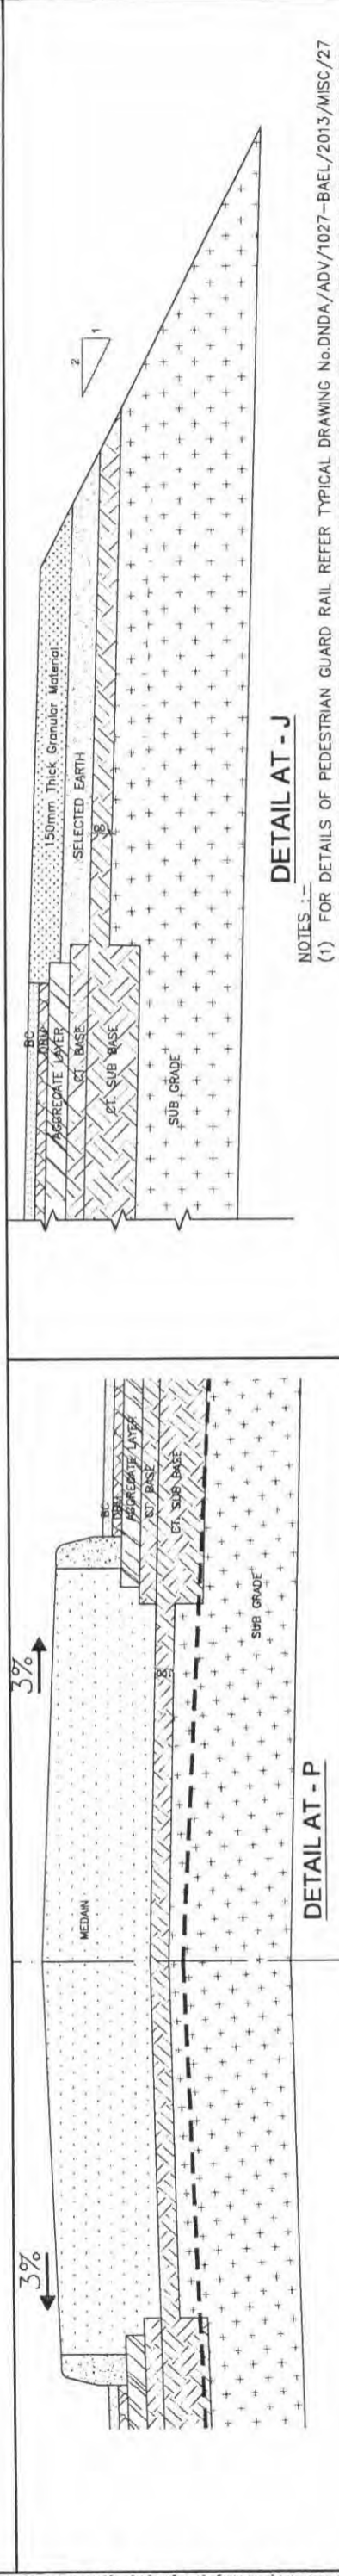 3%
3%
MEDAIN
BC
DBM
AGGREGATE LAYER
CT. BASE
CT. SUB BASE
SUB GRADE
DETAIL AT - P
BC
DBM
AGGREGATE LAYER
CT. BASE
CT. SUB BASE
SUB GRADE
150mm Thick Granular Material
SELECTED EARTH
2
1
DETAIL AT - J
NOTES :-
(1) FOR DETAILS OF PEDESTRIAN GUARD RAIL REFER TYPICAL DRAWING No.DNDA/ADV/1027-BAEL/2013/MISC/27